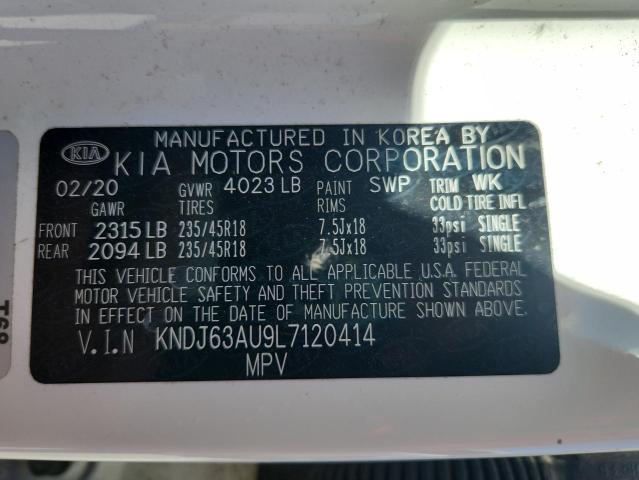 MANUFACTURED IN KOREA BY
KIA KIA MOTORS CORPORATION
02/20 GVWR 4023 LB PAINT SWP TRIM WK
GAWR TIRES RIMS COLD TIRE INFL
FRONT 2315 LB 235/45R18 7.5Jx18 33psi SINGLE
REAR 2094 LB 235/45R18 7.5Jx18 33psi SINGLE
THIS VEHICLE CONFORMS TO ALL APPLICABLE U.S.A. FEDERAL
MOTOR VEHICLE SAFETY AND THEFT PREVENTION STANDARDS
IN EFFECT ON THE DATE OF MANUFACTURE SHOWN ABOVE.
V.I.N KNDJ63AU9L7120414
MPV